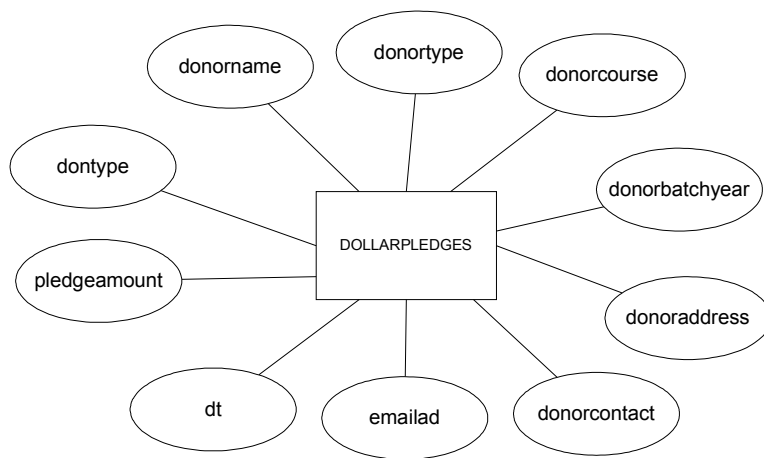 donortype
donorname
donorcourse
dontype
donorbatchyear
DOLLARPLEDGES
pledgeamount
donoraddress
dt
emailad
donorcontact